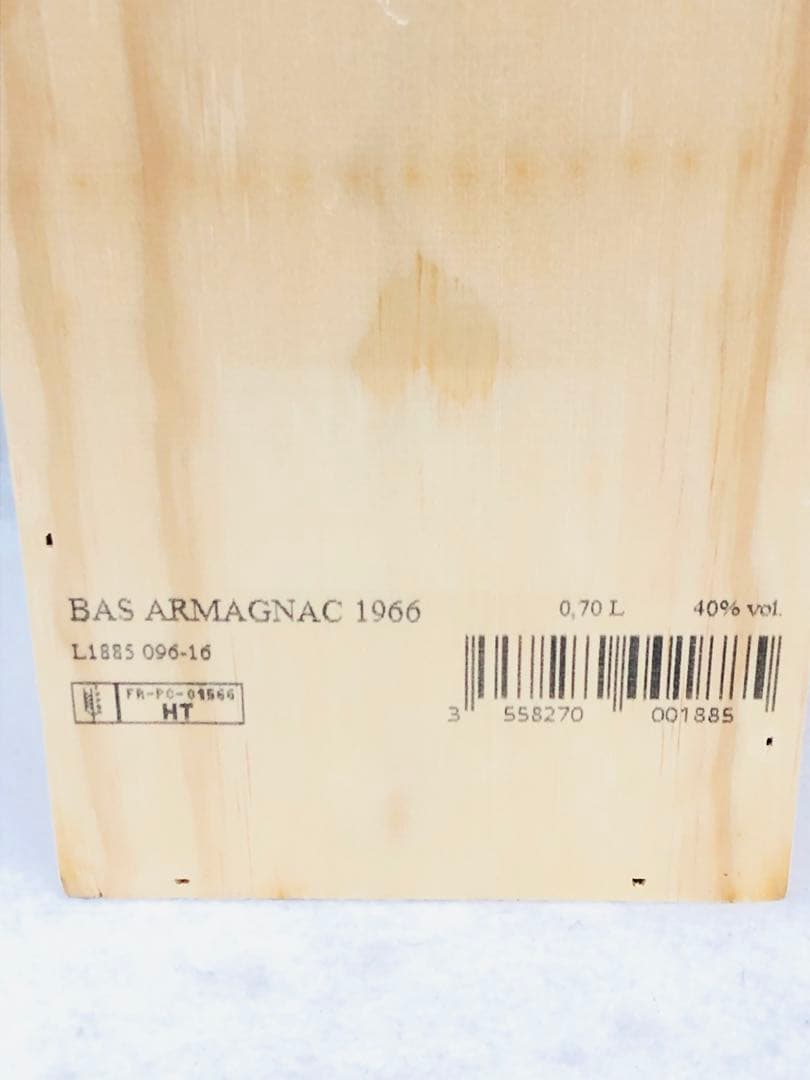 BAS ARMAGNAC 1966
0,70 L
40% vol.
L1885 096-16
FR-PC-01566
HT
3 558270 001885